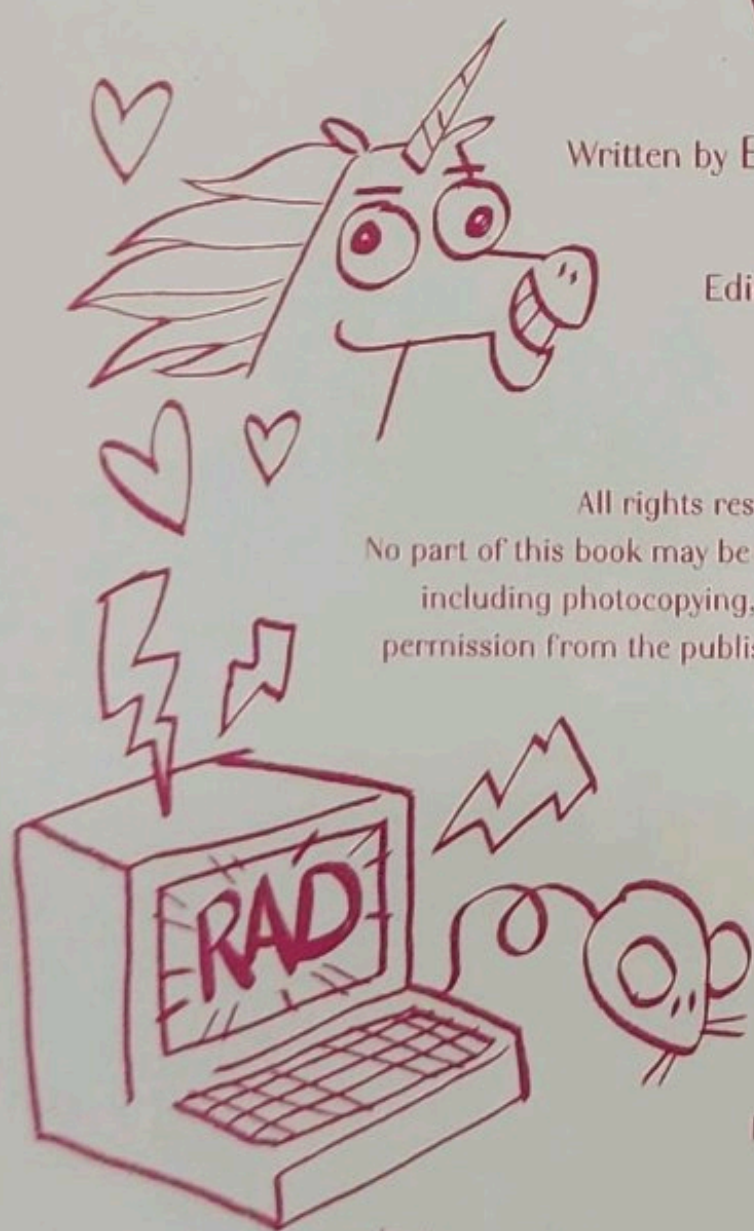 Written by E
Edi
All rights res
No part of this book may be
including photocopying,
permission from the publis
RAD